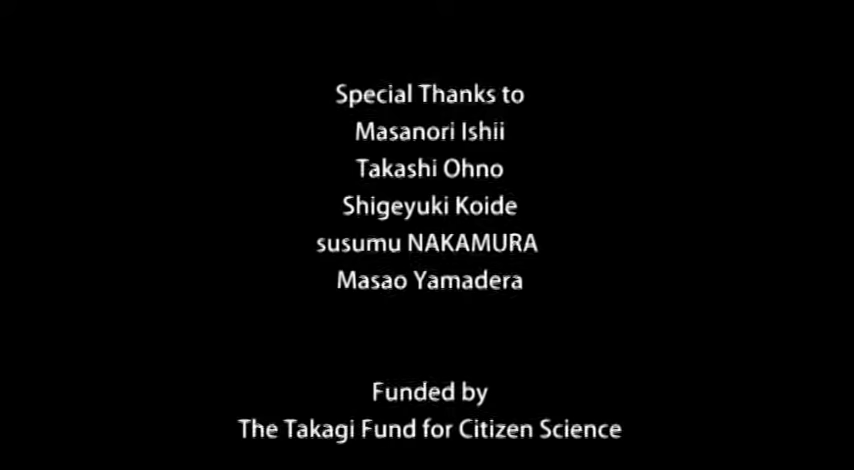 Special Thanks to
Masanori Ishii
Takashi Ohno
Shigeyuki Koide
susumu NAKAMURA
Masao Yamadera
Funded by
The Takagi Fund for Citizen Science